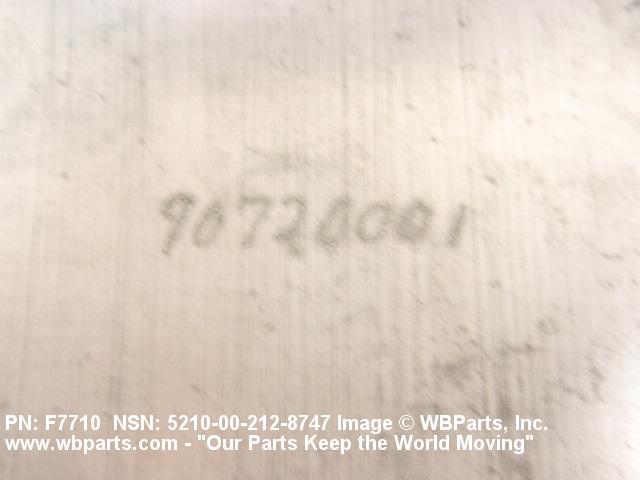 90720001
PN: F7710 NSN: 5210-00-212-8747 Image © WBParts, Inc.
www.wbparts.com - "Our Parts Keep the World Moving"